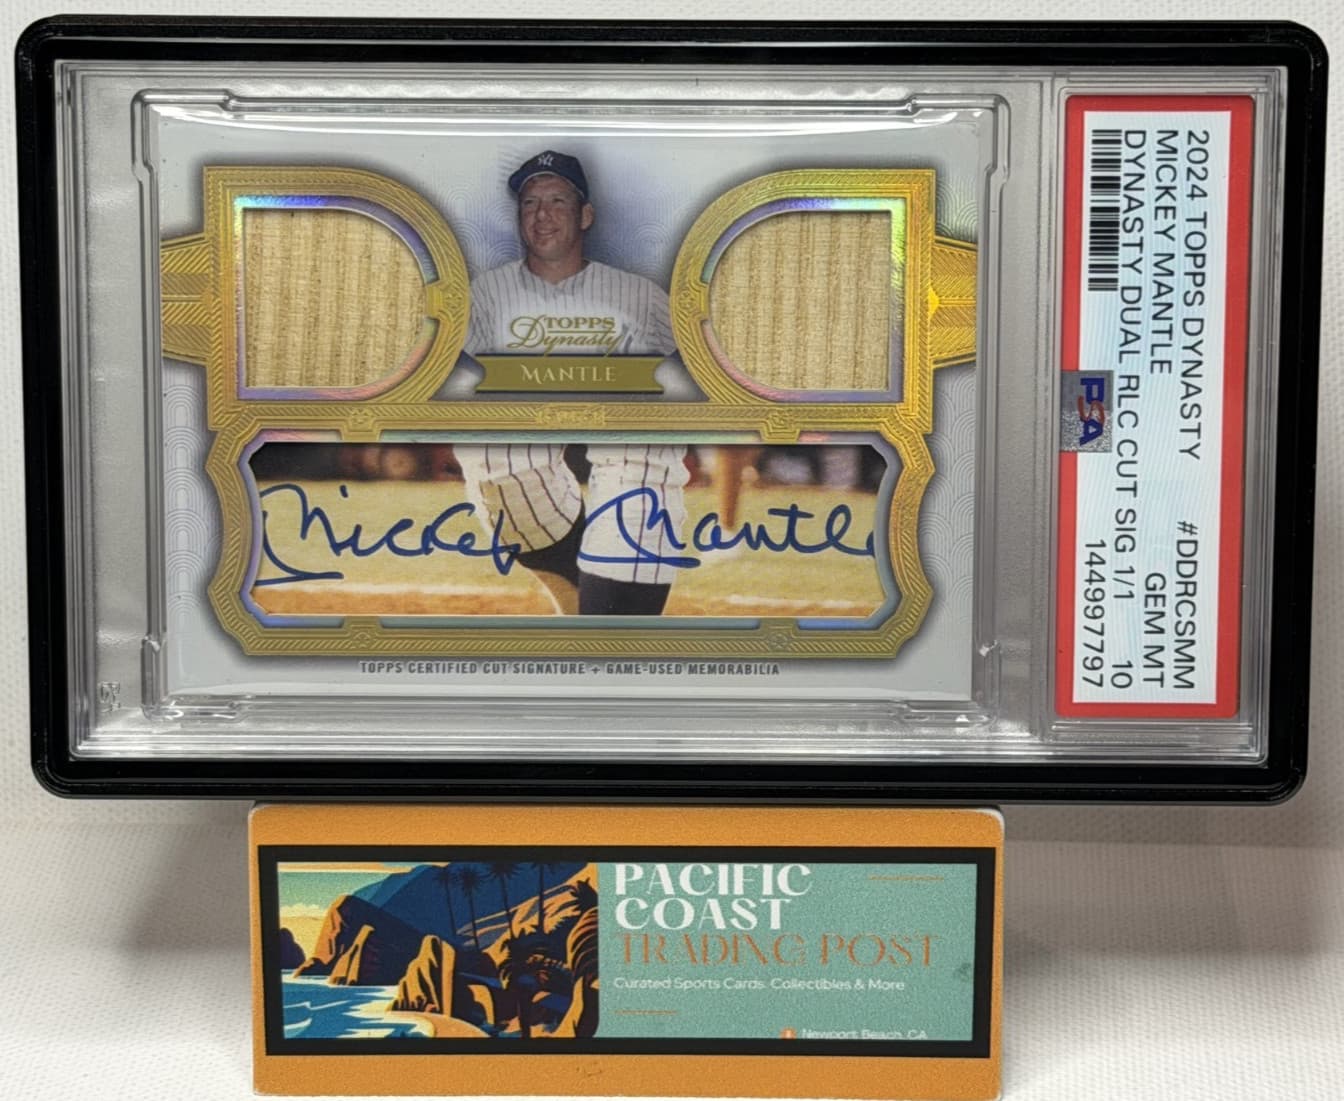 TOPPS
Dynasty
MANTLE
Mickey Mantle
TOPPS CERTIFIED CUT SIGNATURE + GAME-USED MEMORABILIA
2024 TOPPS DYNASTY #DDRCSMM
MICKEY MANTLE GEM MT
DYNASTY DUAL RLC CUT SIG 1/1 10
14997797
PSA
PACIFIC
COAST
TRADING POST
Curated Sports Cards, Collectibles & More
Newport Beach, CA